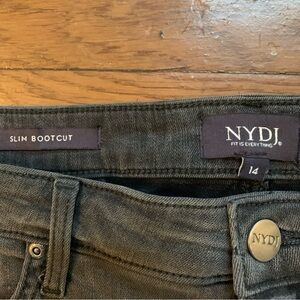 SLIM BOOTCUT
NYDJ®
FIT IS EVERYTHING
14
NYDJ